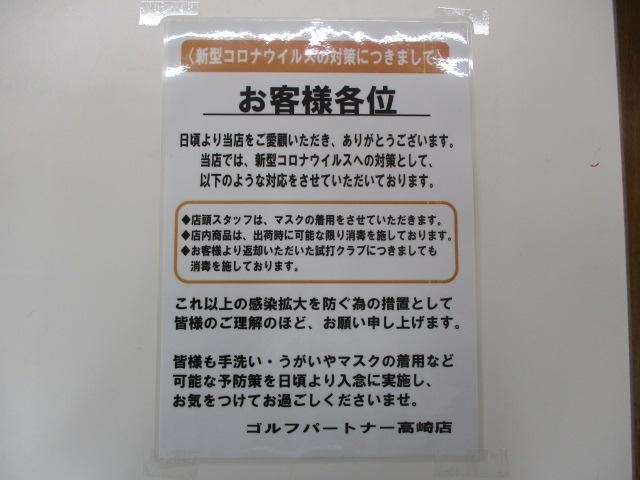 〈新型コロナウイルスの対策につきまして〉
お客様各位
日頃より当店をご愛顧いただき、ありがとうございます。
当店では、新型コロナウイルスへの対策として、
以下のような対応をさせていただいております。
◆店頭スタッフは、マスクの着用をさせていただきます。
◆店内商品は、出荷時に可能な限り消毒を施しております。
◆お客様より返却いただいた試打クラブにつきましても
消毒を施しております。
これ以上の感染拡大を防ぐ為の措置として
皆様のご理解のほど、お願い申し上げます。
皆様も手洗い・うがいやマスクの着用など
可能な予防策を日頃より入念に実施し、
お気をつけてお過ごしくださいませ。
ゴルフパートナー高崎店